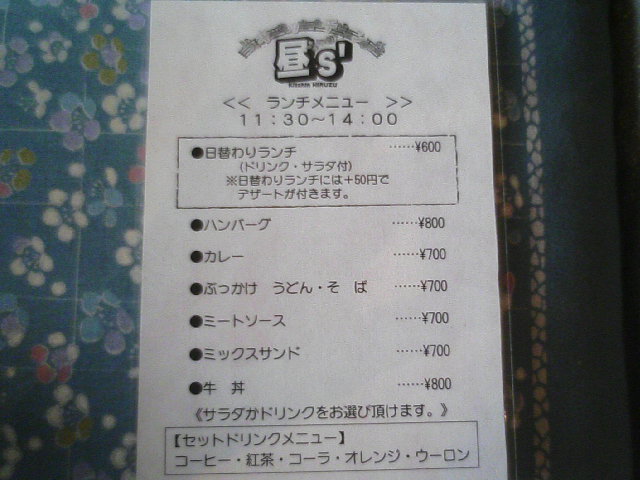 昼s'
Kissten HIRUZU
<< ランチメニュー >>
11:30～14:00
●日替わりランチ ……¥600
(ドリンク・サラダ付)
※日替わりランチには+50円で
デザートが付きます。
●ハンバーグ ……¥800
●カレー ……¥700
●ぶっかけ うどん・そ ば ……¥700
●ミートソース ……¥700
●ミックスサンド ……¥700
●牛 丼 ……¥800
《サラダかドリンクをお選び頂けます。》
【セットドリンクメニュー】
コーヒー・紅茶・コーラ・オレンジ・ウーロン